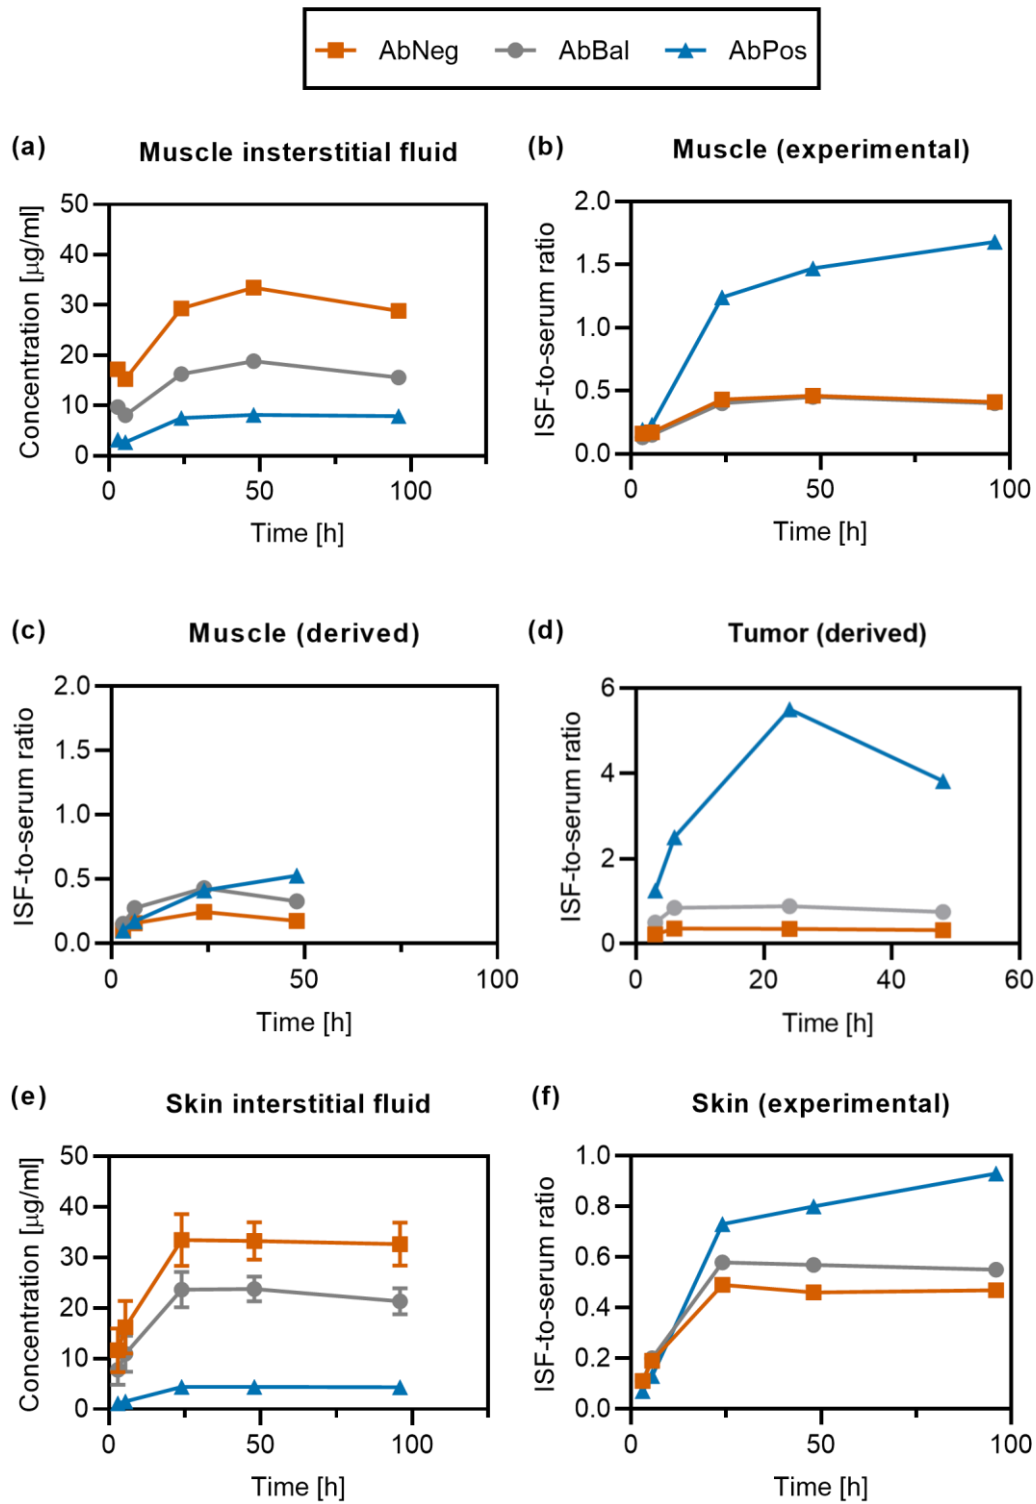 AbNeg AbBal AbPos
(a) Muscle insterstitial fluid
50
40
30
20
10
0
Concentration [µg/ml]
0 50 100
Time [h]
(b) Muscle (experimental)
2.0
1.5
1.0
0.5
0.0
ISF-to-serum ratio
0 50 100
Time [h]
(c) Muscle (derived)
2.0
1.5
1.0
0.5
0.0
ISF-to-serum ratio
0 50 100
Time [h]
(d) Tumor (derived)
6
4
2
0
ISF-to-serum ratio
0 20 40 60
Time [h]
(e) Skin interstitial fluid
50
40
30
20
10
0
Concentration [µg/ml]
0 50 100
Time [h]
(f) Skin (experimental)
1.0
0.8
0.6
0.4
0.2
0.0
ISF-to-serum ratio
0 50 100
Time [h]